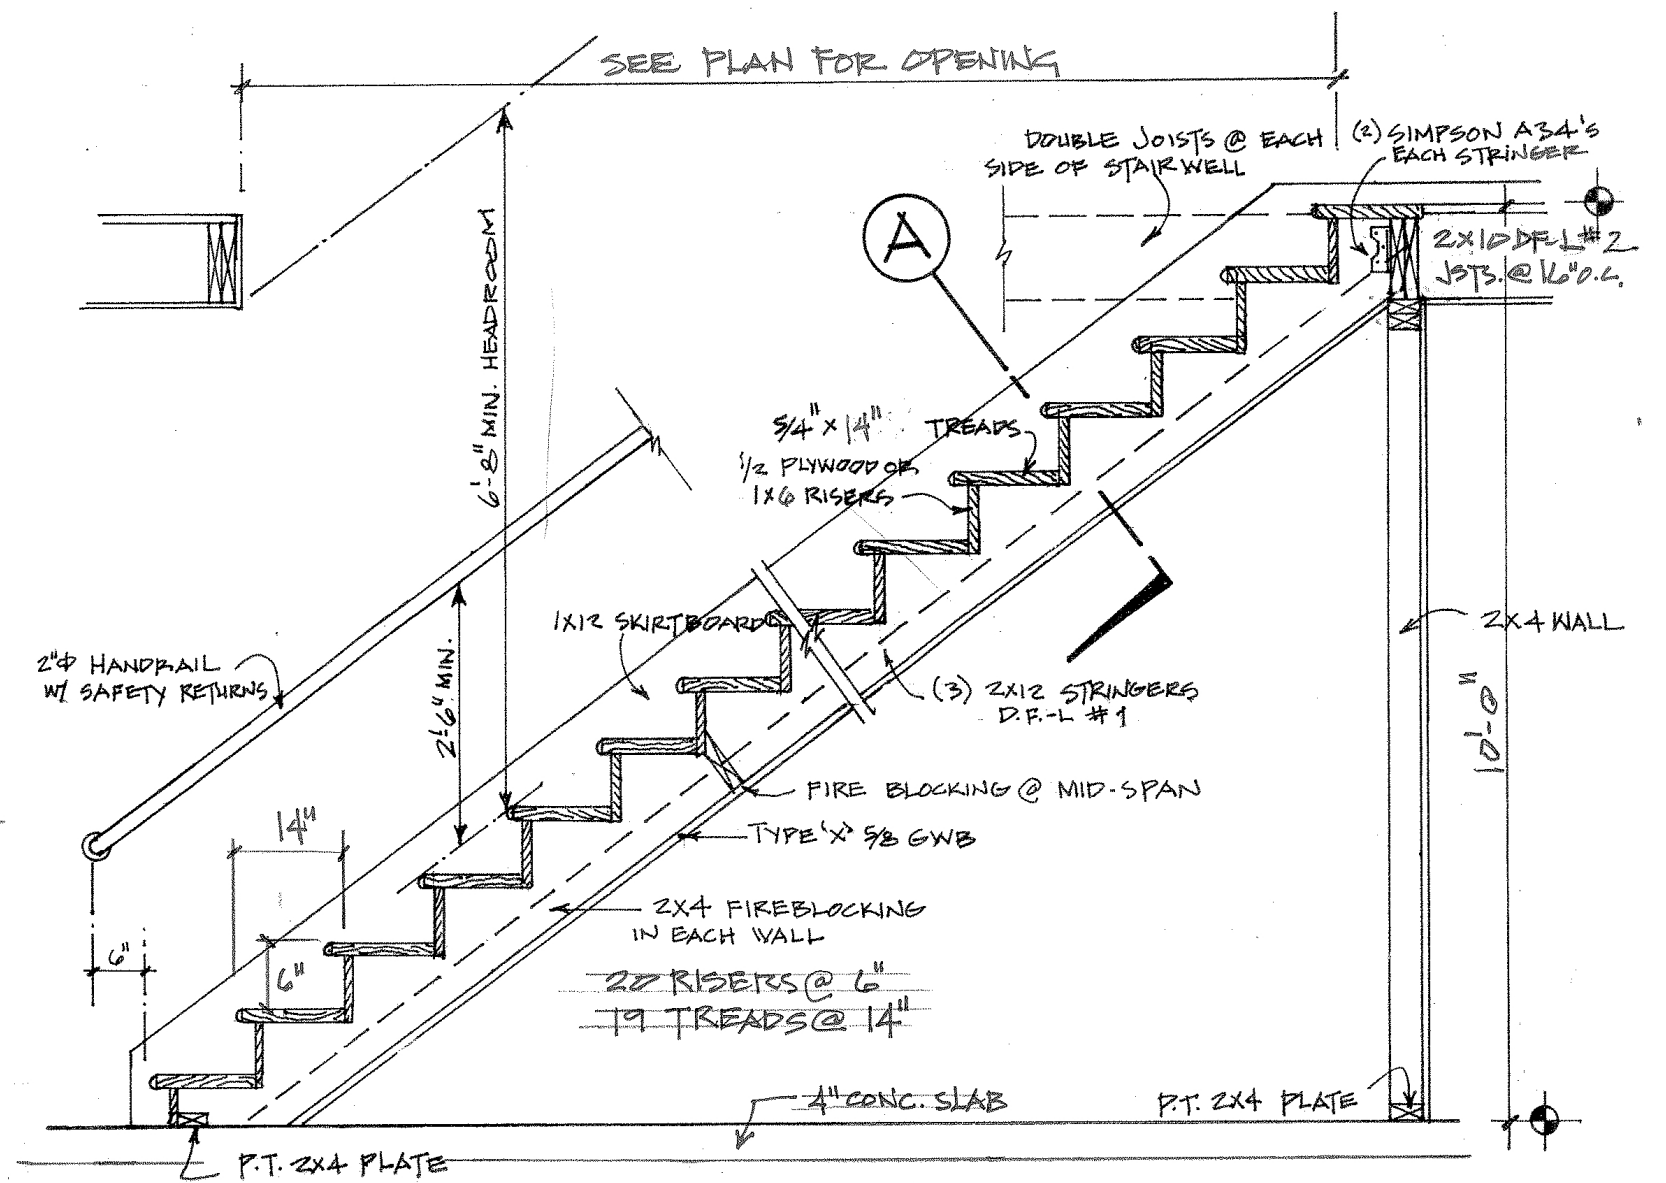 SEE PLAN FOR OPENING
DOUBLE JOISTS @ EACH
SIDE OF STAIRWELL
(2) SIMPSON A34'S
EACH STRINGER
A
2X10 DF-L #2
JSTS. @ 16" O.C.
6'-8" MIN. HEADROOM
5/4" X 14" TREADS
1/2 PLYWOOD OR
1X6 RISERS
1X12 SKIRTBOARD
2X4 WALL
2"Φ HANDRAIL
W/ SAFETY RETURNS
2'-6" MIN.
(3) 2X12 STRINGERS
D.F.-L #1
10'-0"
FIRE BLOCKING @ MID-SPAN
14"
TYPE 'X' 5/8 GWB
2X4 FIREBLOCKING
IN EACH WALL
6"
6"
20 RISERS @ 6"
19 TREADS @ 14"
4" CONC. SLAB
P.T. 2X4 PLATE
P.T. 2X4 PLATE